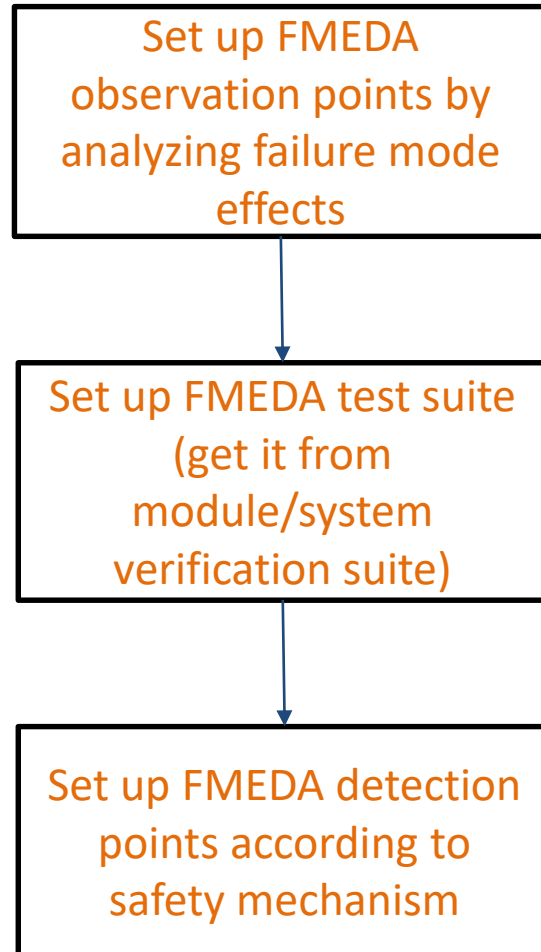 Set up FMEDA
observation points by
analyzing failure mode
effects
Set up FMEDA test suite
(get it from
module/system
verification suite)
Set up FMEDA detection
points according to
safety mechanism